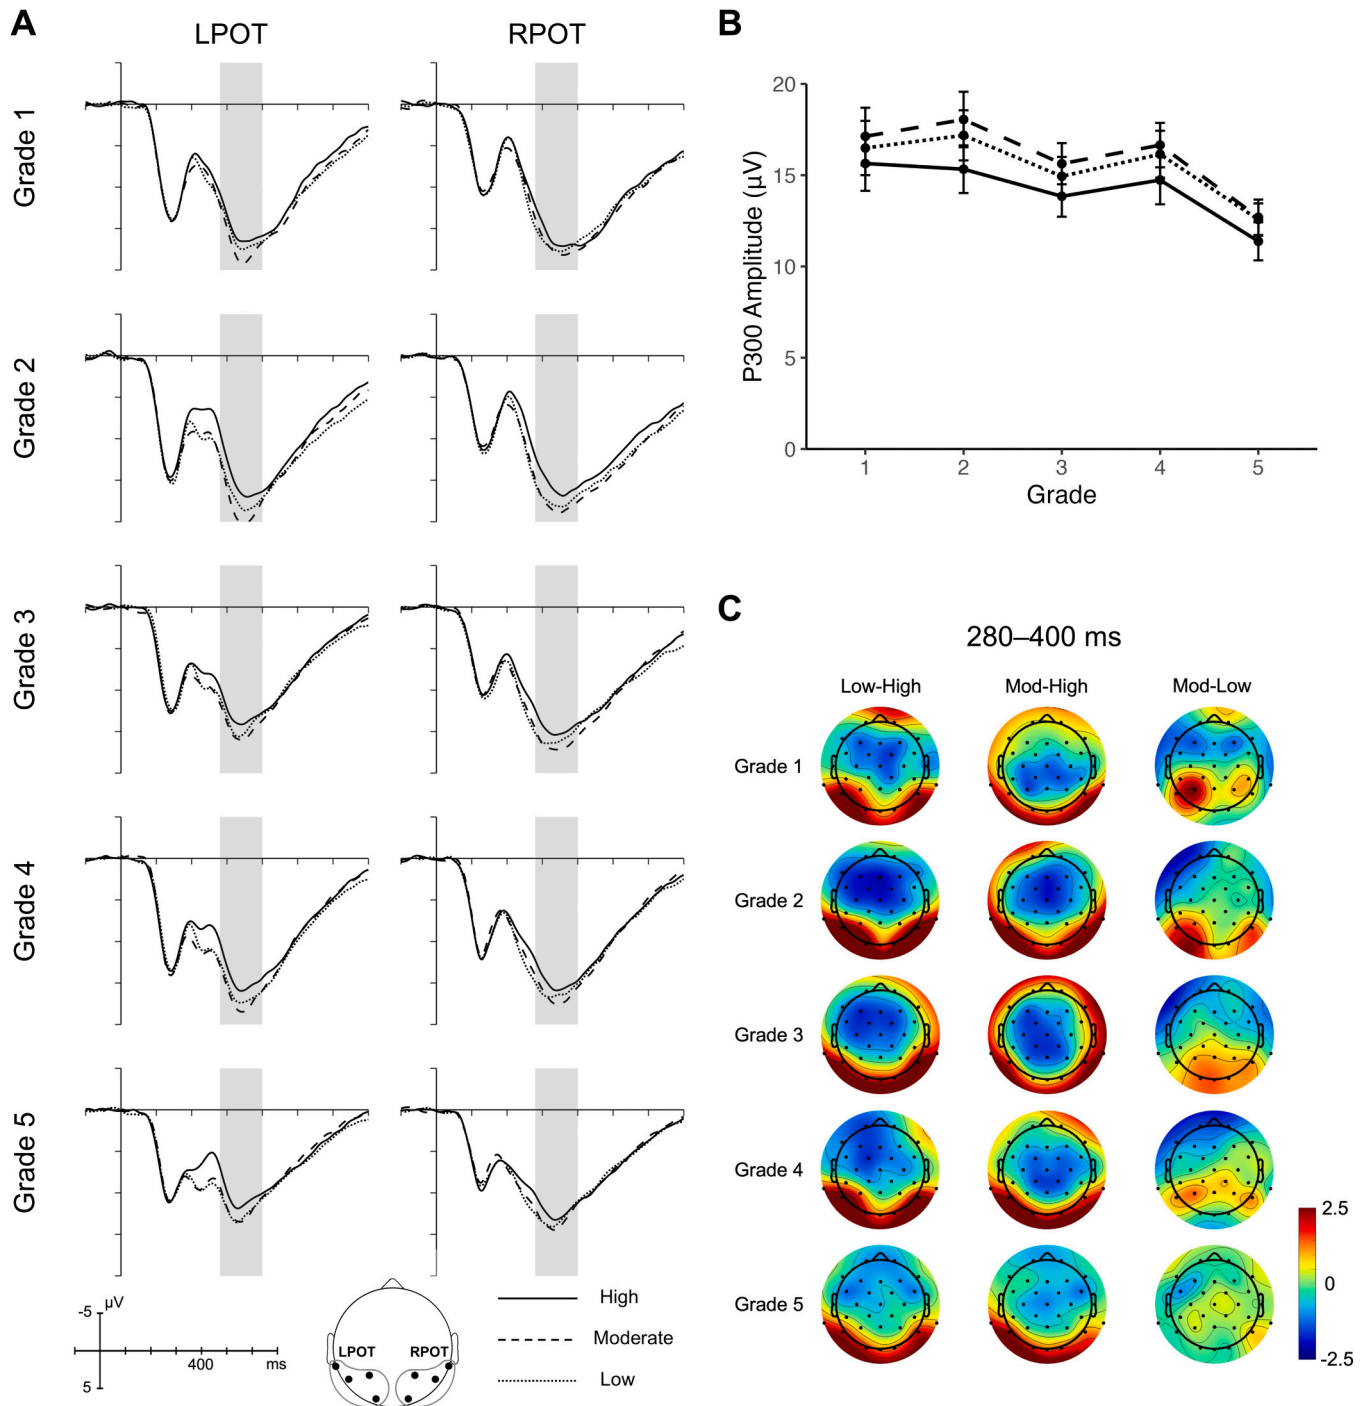 A
LPOT
RPOT
Grade 1
Grade 2
Grade 3
Grade 4
Grade 5
-5
µV
400
ms
5
LPOT
RPOT
High
Moderate
Low
B
20
15
10
5
0
P300 Amplitude (µV)
1 2 3 4 5
Grade
C
280–400 ms
Low-High Mod-High Mod-Low
Grade 1
Grade 2
Grade 3
Grade 4
Grade 5
2.5
0
-2.5